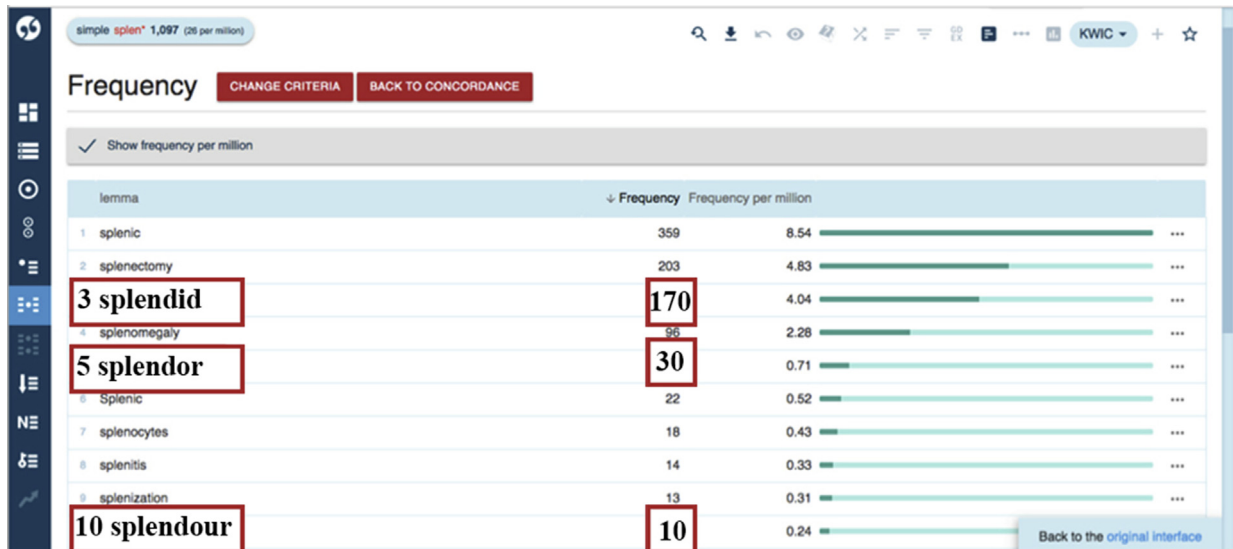 simple splen* 1,097 (26 per million)
KWIC
Frequency CHANGE CRITERIA BACK TO CONCORDANCE
Show frequency per million
lemma Frequency Frequency per million
1 splenic 359 8.54
2 splenectomy 203 4.83
3 splendid 170 4.04
4 splenomegaly 96 2.28
5 splendor 30 0.71
6 Splenic 22 0.52
7 splenocytes 18 0.43
8 splenitis 14 0.33
9 splenization 13 0.31
10 splendour 10 0.24
Back to the original interface